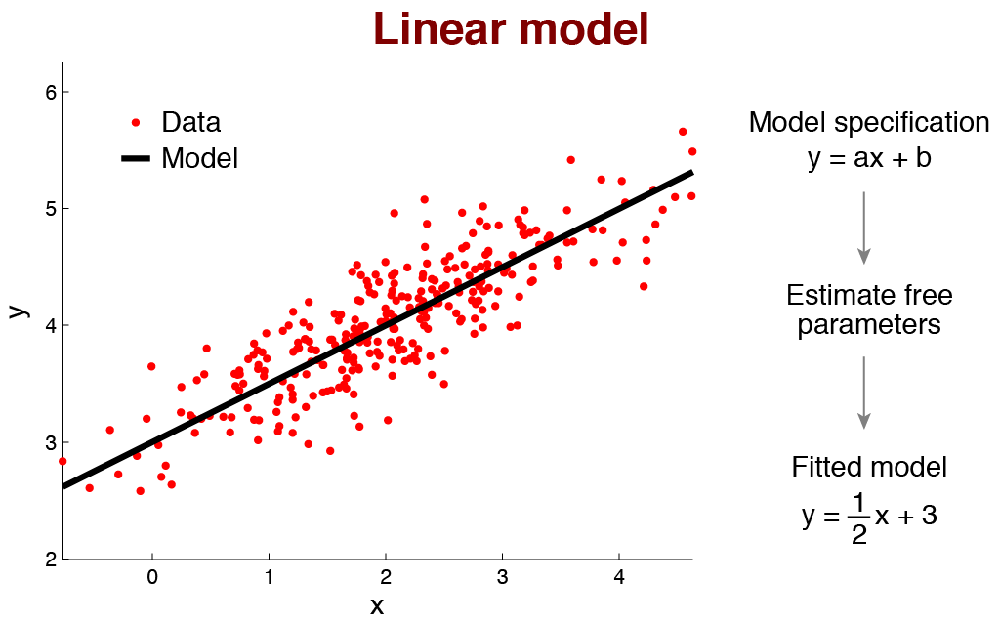 Linear model
y
6
5
4
3
2
Data
Model
0 1 2 3 4
x
Model specification
y = ax + b
Estimate free
parameters
Fitted model
y = 1/2 x + 3